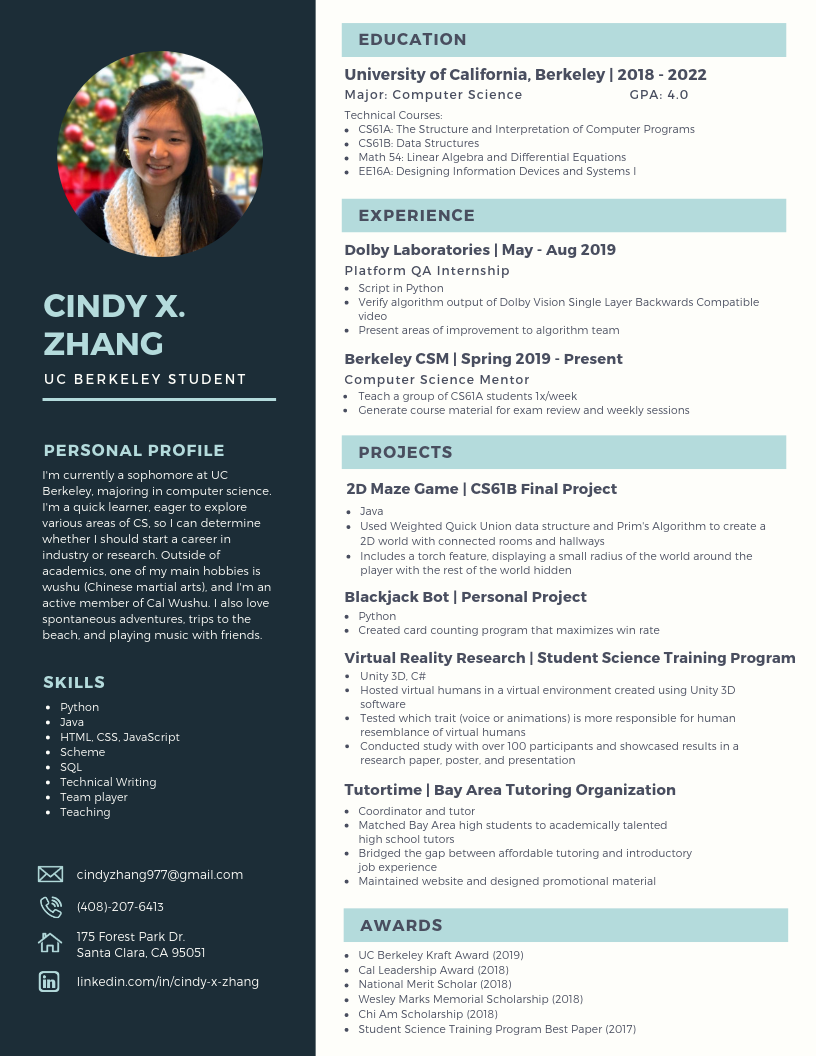 CINDY X.
ZHANG
UC BERKELEY STUDENT
PERSONAL PROFILE
I'm currently a sophomore at UC
Berkeley, majoring in computer science.
I'm a quick learner, eager to explore
various areas of CS, so I can determine
whether I should start a career in
industry or research. Outside of
academics, one of my main hobbies is
wushu (Chinese martial arts), and I'm an
active member of Cal Wushu. I also love
spontaneous adventures, trips to the
beach, and playing music with friends.
SKILLS
• Python
• Java
• HTML, CSS, JavaScript
• Scheme
• SQL
• Technical Writing
• Team player
• Teaching
cindyzhang977@gmail.com
(408)-207-6413
175 Forest Park Dr.
Santa Clara, CA 95051
in linkedin.com/in/cindy-x-zhang
EDUCATION
University of California, Berkeley | 2018 - 2022
Major: Computer Science GPA: 4.0
Technical Courses:
• CS61A: The Structure and Interpretation of Computer Programs
• CS61B: Data Structures
• Math 54: Linear Algebra and Differential Equations
• EE16A: Designing Information Devices and Systems I
EXPERIENCE
Dolby Laboratories | May - Aug 2019
Platform QA Internship
• Script in Python
• Verify algorithm output of Dolby Vision Single Layer Backwards Compatible
video
• Present areas of improvement to algorithm team
Berkeley CSM | Spring 2019 - Present
Computer Science Mentor
• Teach a group of CS61A students 1x/week
• Generate course material for exam review and weekly sessions
PROJECTS
2D Maze Game | CS61B Final Project
• Java
• Used Weighted Quick Union data structure and Prim's Algorithm to create a
2D world with connected rooms and hallways
• Includes a torch feature, displaying a small radius of the world around the
player with the rest of the world hidden
Blackjack Bot | Personal Project
• Python
• Created card counting program that maximizes win rate
Virtual Reality Research | Student Science Training Program
• Unity 3D, C#
• Hosted virtual humans in a virtual environment created using Unity 3D
software
• Tested which trait (voice or animations) is more responsible for human
resemblance of virtual humans
• Conducted study with over 100 participants and showcased results in a
research paper, poster, and presentation
Tutortime | Bay Area Tutoring Organization
• Coordinator and tutor
• Matched Bay Area high students to academically talented
high school tutors
• Bridged the gap between affordable tutoring and introductory
job experience
• Maintained website and designed promotional material
AWARDS
• UC Berkeley Kraft Award (2019)
• Cal Leadership Award (2018)
• National Merit Scholar (2018)
• Wesley Marks Memorial Scholarship (2018)
• Chi Am Scholarship (2018)
• Student Science Training Program Best Paper (2017)